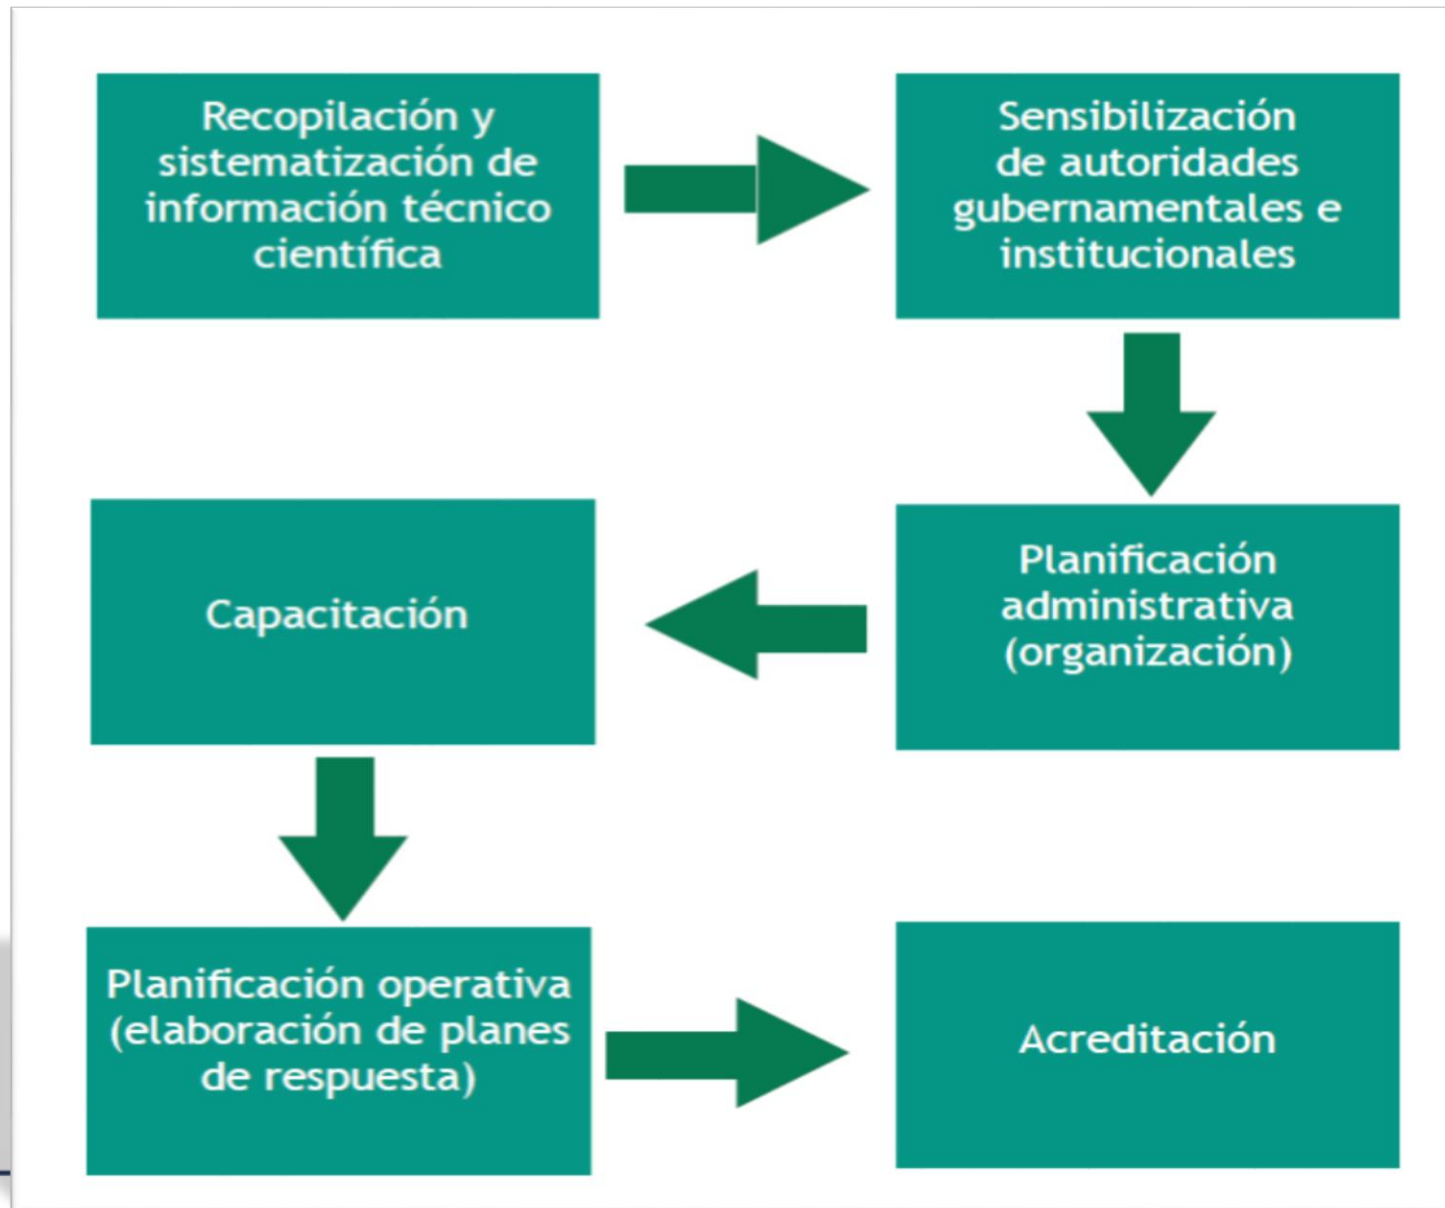 Recopilación y
sistematización de
información técnico
científica
Sensibilización
de autoridades
gubernamentales e
institucionales
Planificación
administrativa
(organización)
Capacitación
Planificación operativa
(elaboración de planes
de respuesta)
Acreditación